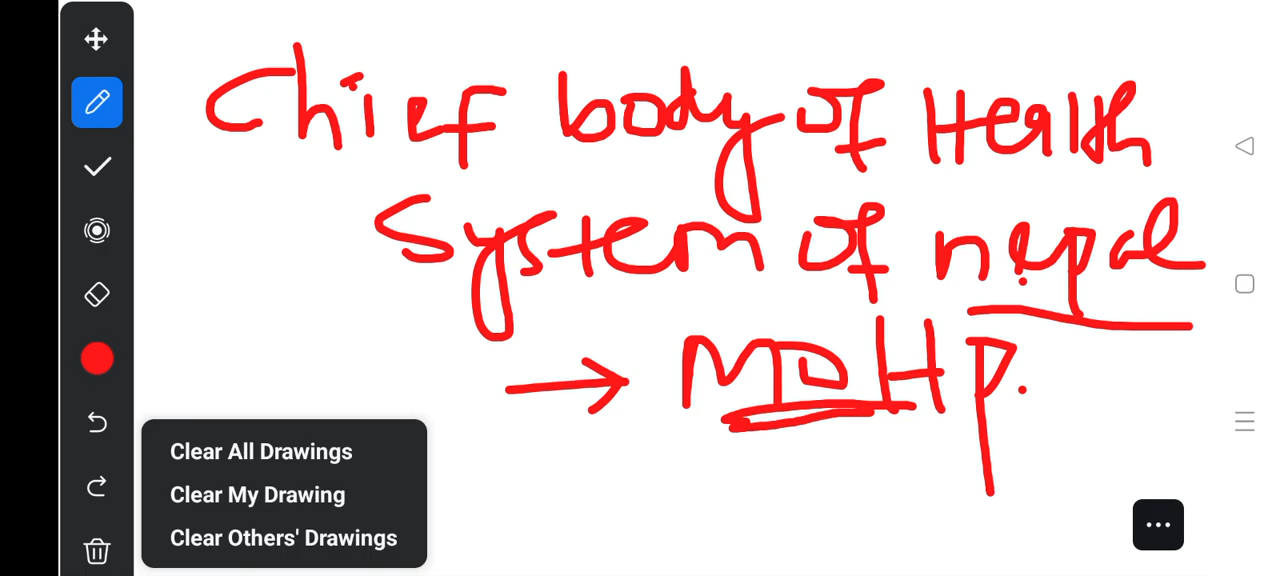 Chief body of Health
System of nepal
→ MOHP.
Clear All Drawings
Clear My Drawing
Clear Others' Drawings